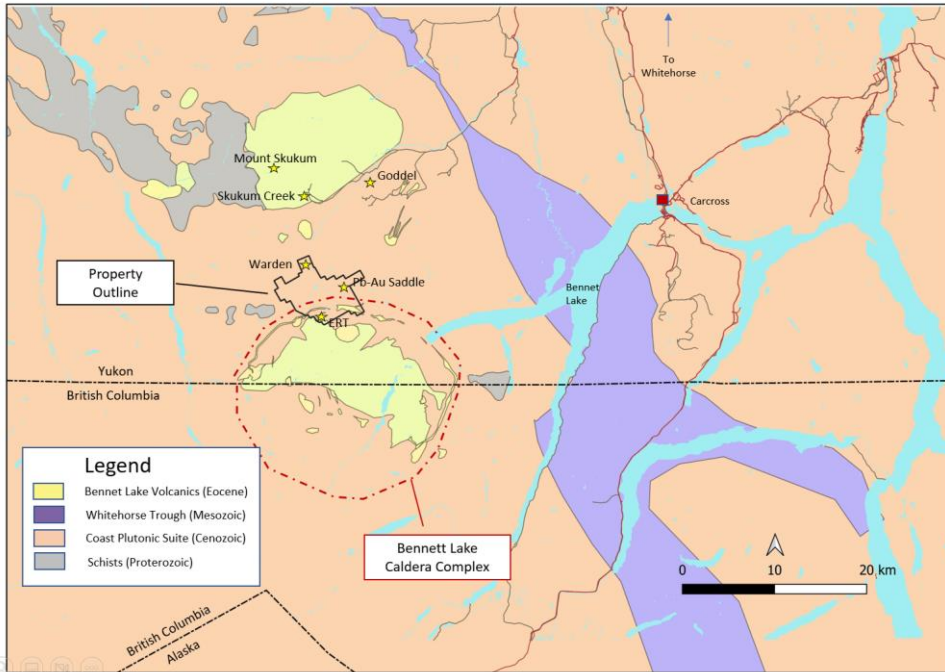 To
Whitehorse
Mount Skukum
Goddel
Skukum Creek
Carcross
Warden
Property
Outline
Pb-Au Saddle
Bennet
Lake
ERT
Yukon
British Columbia
Legend
Bennet Lake Volcanics (Eocene)
Whitehorse Trough (Mesozoic)
Coast Plutonic Suite (Cenozoic)
Schists (Proterozoic)
Bennett Lake
Caldera Complex
0 10 20 km
British Columbia
Alaska